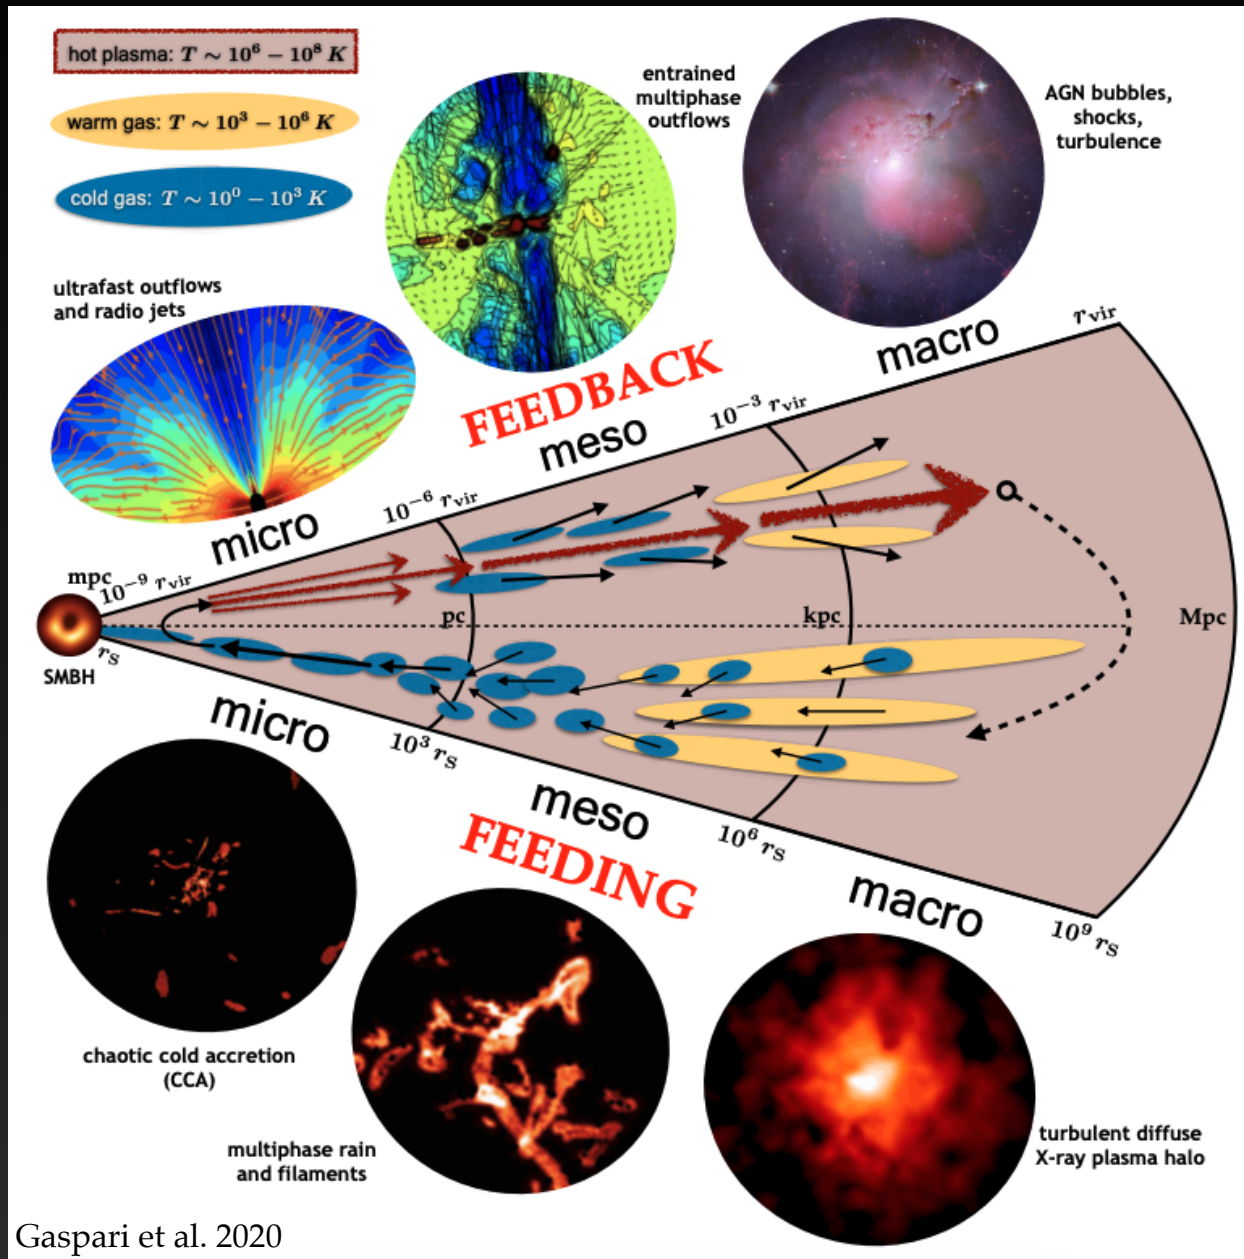 hot plasma: T ∼ 10⁶ − 10⁸ K
warm gas: T ∼ 10³ − 10⁶ K
cold gas: T ∼ 10⁰ − 10³ K
entrained
multiphase
outflows
AGN bubbles,
shocks,
turbulence
ultrafast outflows
and radio jets
FEEDBACK
micro
meso
macro
mpc
10⁻⁹ r_vir
10⁻⁶ r_vir
10⁻³ r_vir
r_vir
pc
kpc
Mpc
SMBH
r_S
10³ r_S
10⁶ r_S
10⁹ r_S
micro
meso
macro
FEEDING
chaotic cold accretion
(CCA)
multiphase rain
and filaments
turbulent diffuse
X-ray plasma halo
Gaspari et al. 2020